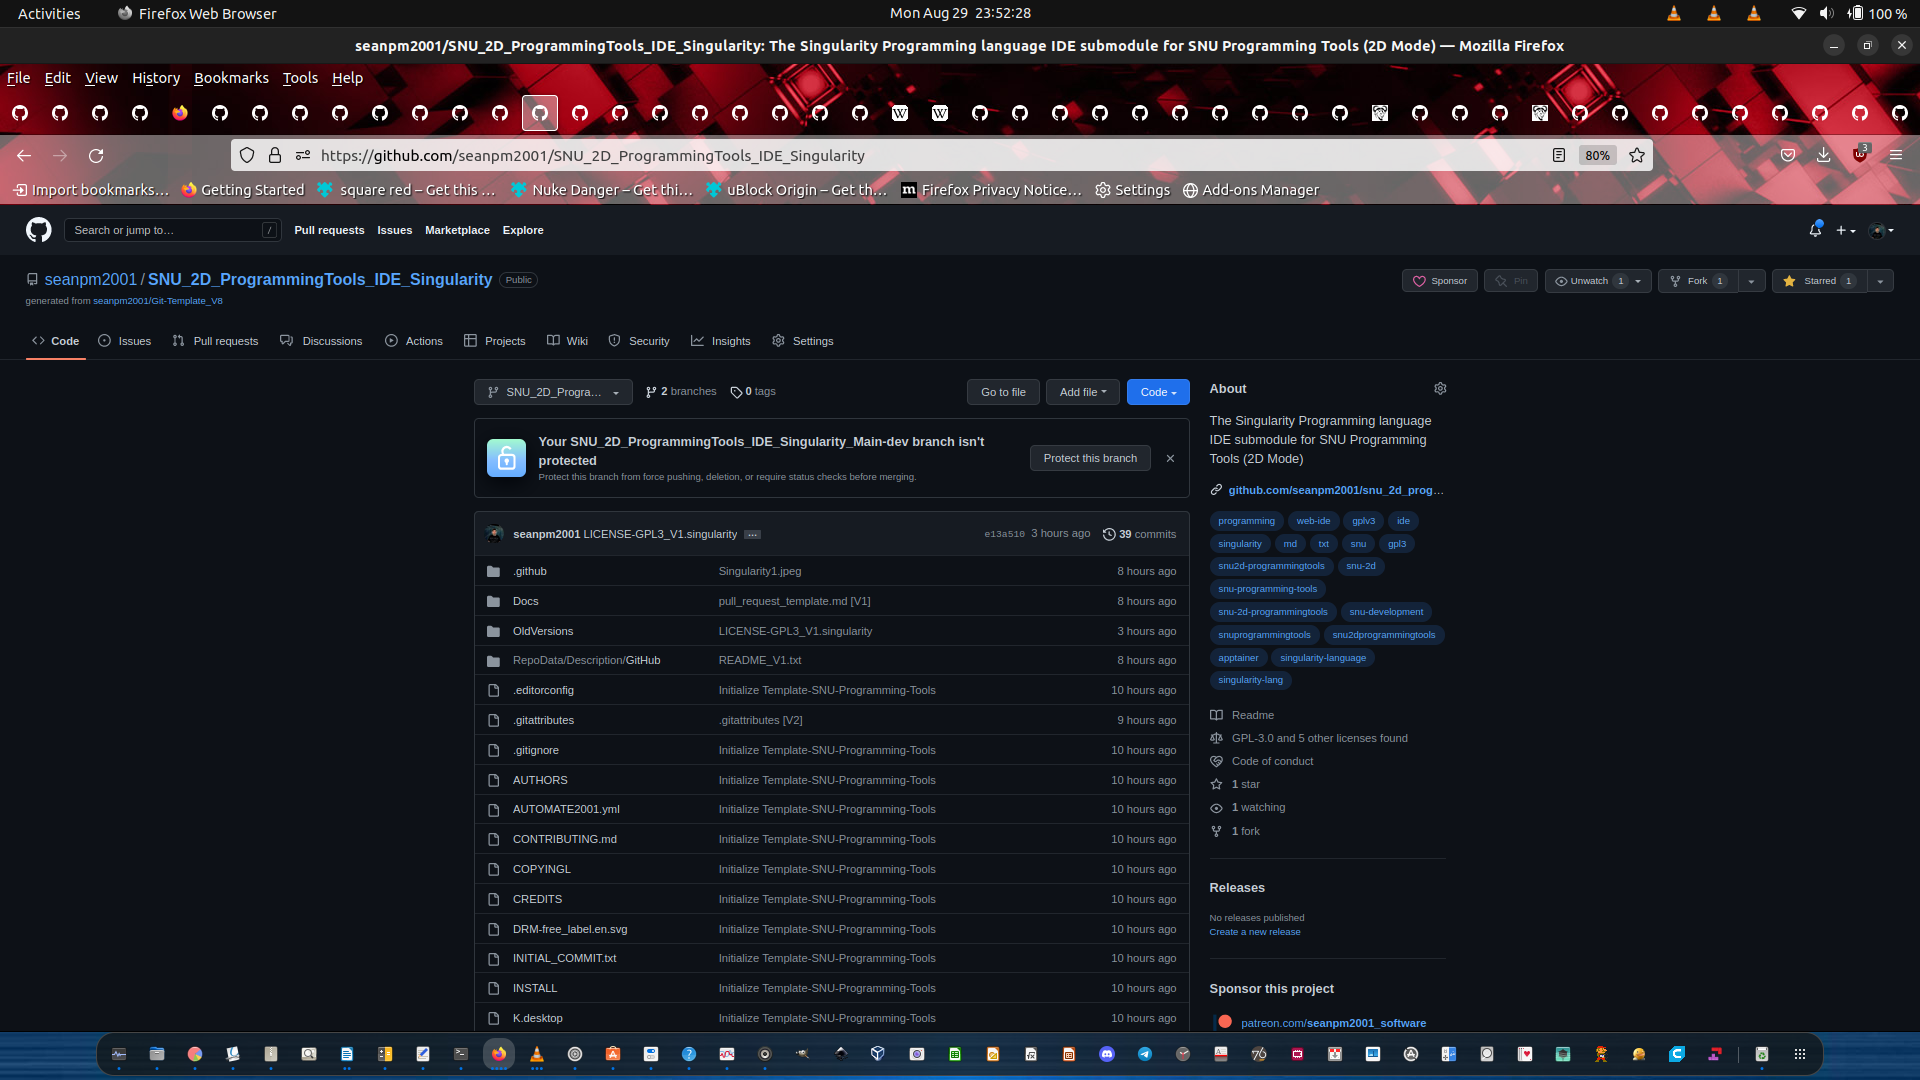 Activities
Firefox Web Browser
Mon Aug 29 23:52:28
100 %
seanpm2001/SNU_2D_ProgrammingTools_IDE_Singularity: The Singularity Programming language IDE submodule for SNU Programming Tools (2D Mode) — Mozilla Firefox
File Edit View History Bookmarks Tools Help
https://github.com/seanpm2001/SNU_2D_ProgrammingTools_IDE_Singularity
80%
3
Import bookmarks…
Getting Started
square red – Get this …
Nuke Danger – Get thi…
uBlock Origin – Get th…
Firefox Privacy Notice…
Settings
Add-ons Manager
Search or jump to…
/
Pull requests
Issues
Marketplace
Explore
seanpm2001 / SNU_2D_ProgrammingTools_IDE_Singularity
Public
generated from seanpm2001/Git-Template_V8
Sponsor
Pin
Unwatch 1
Fork 1
Starred 1
Code
Issues
Pull requests
Discussions
Actions
Projects
Wiki
Security
Insights
Settings
SNU_2D_Progra…
2 branches
0 tags
Go to file
Add file
Code
Your SNU_2D_ProgrammingTools_IDE_Singularity_Main-dev branch isn't
protected
Protect this branch from force pushing, deletion, or require status checks before merging.
Protect this branch
seanpm2001 LICENSE-GPL3_V1.singularity …
e13a510 3 hours ago
39 commits
.github Singularity1.jpeg 8 hours ago
Docs pull_request_template.md [V1] 8 hours ago
OldVersions LICENSE-GPL3_V1.singularity 3 hours ago
RepoData/Description/GitHub README_V1.txt 8 hours ago
.editorconfig Initialize Template-SNU-Programming-Tools 10 hours ago
.gitattributes .gitattributes [V2] 9 hours ago
.gitignore Initialize Template-SNU-Programming-Tools 10 hours ago
AUTHORS Initialize Template-SNU-Programming-Tools 10 hours ago
AUTOMATE2001.yml Initialize Template-SNU-Programming-Tools 10 hours ago
CONTRIBUTING.md Initialize Template-SNU-Programming-Tools 10 hours ago
COPYINGL Initialize Template-SNU-Programming-Tools 10 hours ago
CREDITS Initialize Template-SNU-Programming-Tools 10 hours ago
DRM-free_label.en.svg Initialize Template-SNU-Programming-Tools 10 hours ago
INITIAL_COMMIT.txt Initialize Template-SNU-Programming-Tools 10 hours ago
INSTALL Initialize Template-SNU-Programming-Tools 10 hours ago
K.desktop Initialize Template-SNU-Programming-Tools 10 hours ago
About
The Singularity Programming language
IDE submodule for SNU Programming
Tools (2D Mode)
github.com/seanpm2001/snu_2d_prog…
programming web-ide gplv3 ide
singularity md txt snu gpl3
snu2d-programmingtools snu-2d
snu-programming-tools
snu-2d-programmingtools snu-development
snuprogrammingtools snu2dprogrammingtools
apptainer singularity-language
singularity-lang
Readme
GPL-3.0 and 5 other licenses found
Code of conduct
1 star
1 watching
1 fork
Releases
No releases published
Create a new release
Sponsor this project
patreon.com/seanpm2001_software